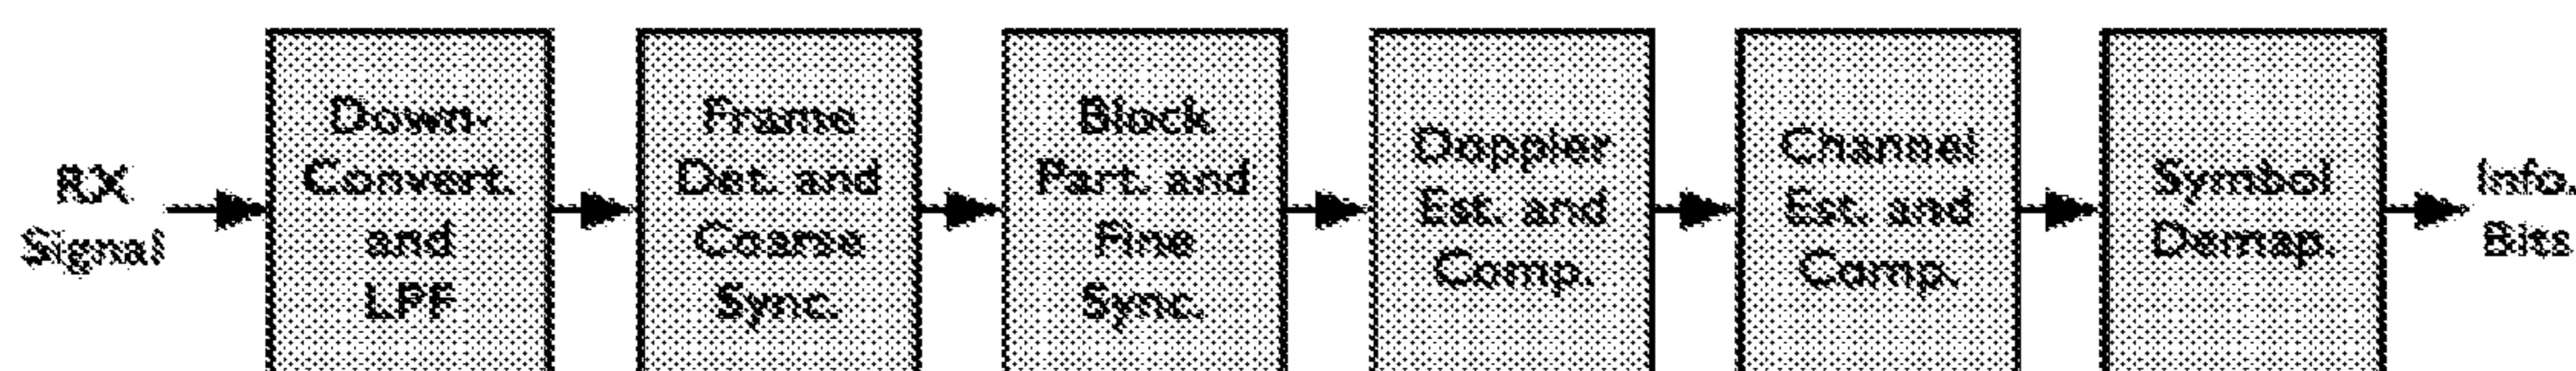 RX
Signal
Down-
Convert.
and
LPF
Frame
Det. and
Coarse
Sync.
Block
Part. and
Fine
Sync.
Doppler
Est. and
Comp.
Channel
Est. and
Comp.
Symbol
Demap.
Info.
Bits